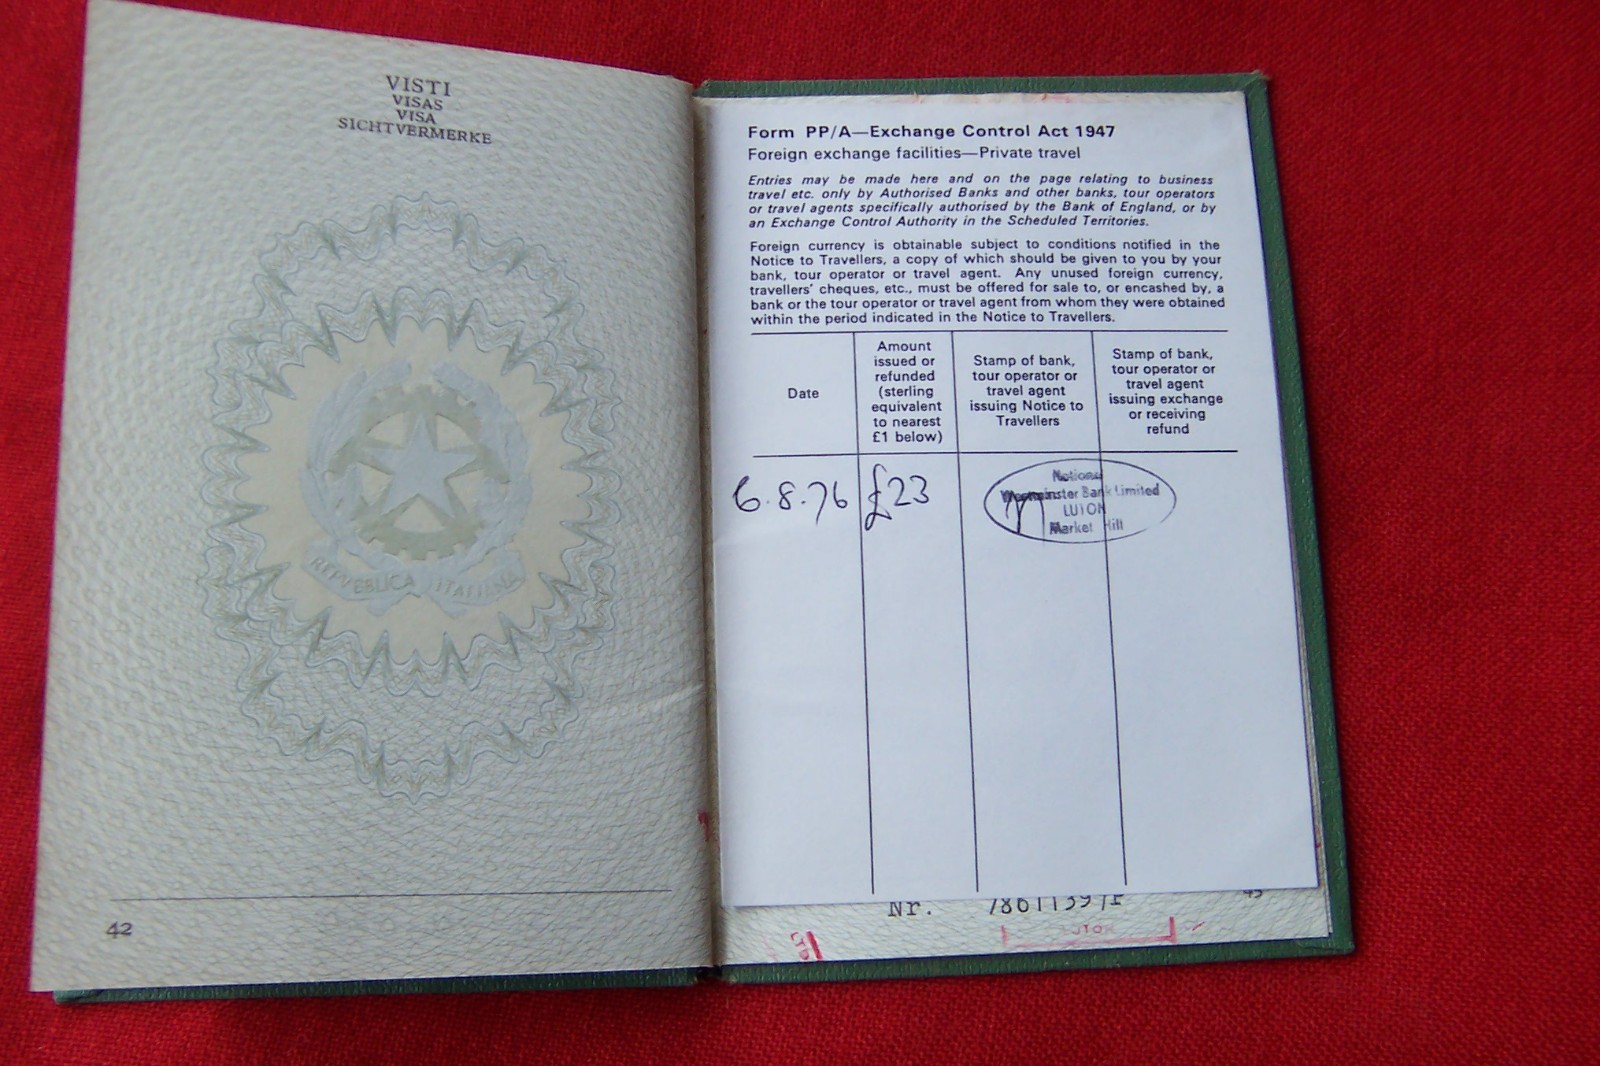 VISTI
VISAS
VISA
SICHTVERMERKE
REPVBBLICA ITALIANA
42
Form PP/A—Exchange Control Act 1947
Foreign exchange facilities—Private travel
Entries may be made here and on the page relating to business
travel etc. only by Authorised Banks and other banks, tour operators
or travel agents specifically authorised by the Bank of England, or by
an Exchange Control Authority in the Scheduled Territories.
Foreign currency is obtainable subject to conditions notified in the
Notice to Travellers, a copy of which should be given to you by your
bank, tour operator or travel agent. Any unused foreign currency,
travellers' cheques, etc., must be offered for sale to, or encashed by, a
bank or the tour operator or travel agent from whom they were obtained
within the period indicated in the Notice to Travellers.
Date
Amount
issued or
refunded
(sterling
equivalent
to nearest
£1 below)
Stamp of bank,
tour operator or
travel agent
issuing Notice to
Travellers
Stamp of bank,
tour operator or
travel agent
issuing exchange
or receiving
refund
6.8.76
£23
National
Westminster Bank Limited
LUTON
Market Hill
Nr.
LUTON